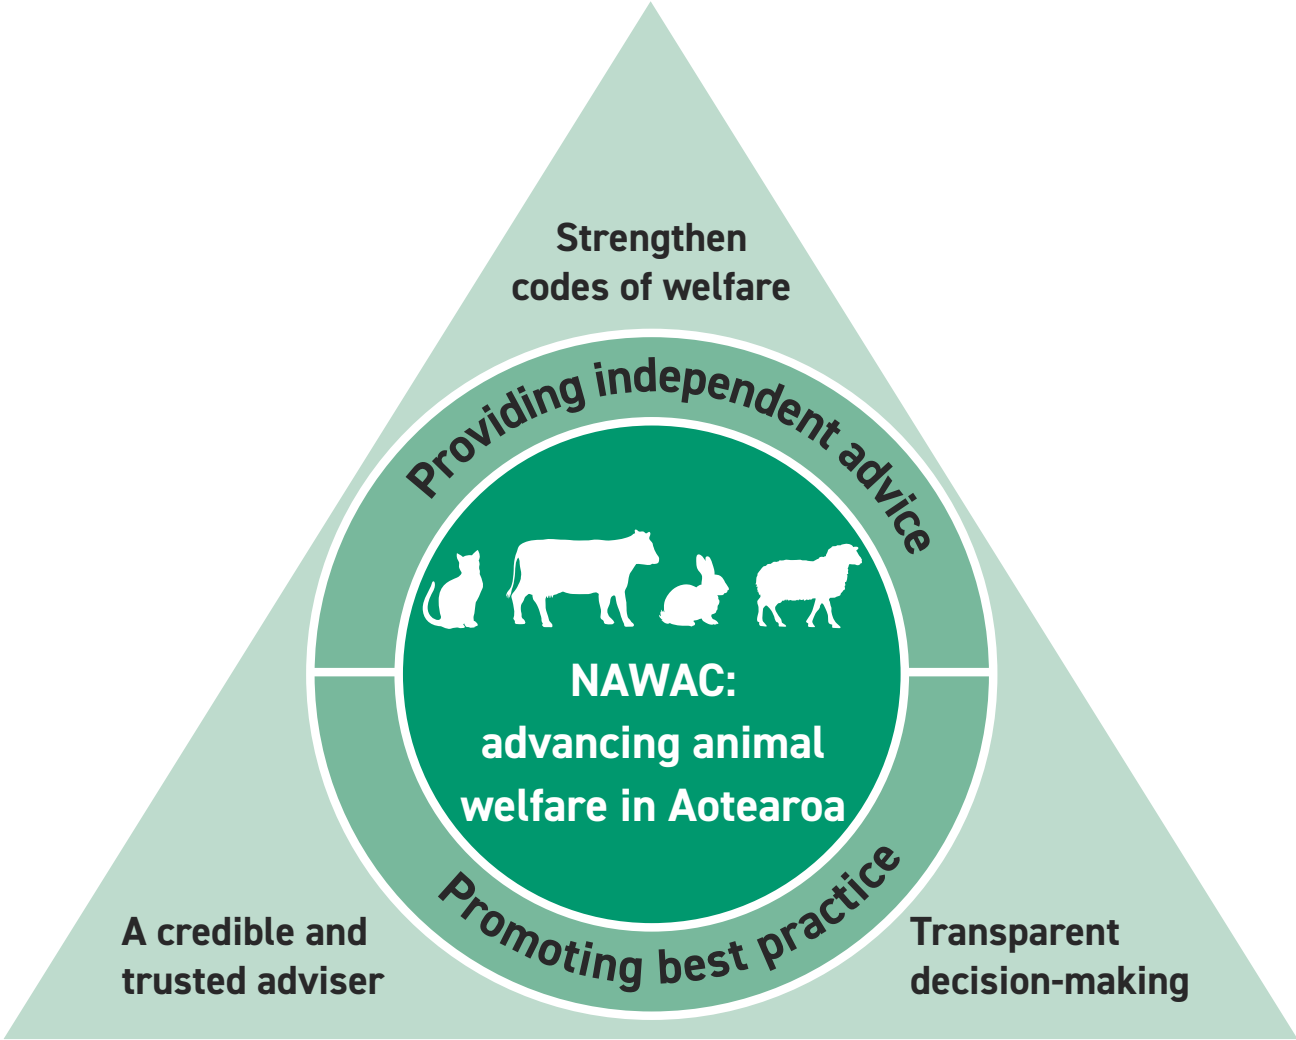 Strengthen
codes of welfare
Providing independent advice
NAWAC:
advancing animal
welfare in Aotearoa
Promoting best practice
A credible and
trusted adviser
Transparent
decision-making